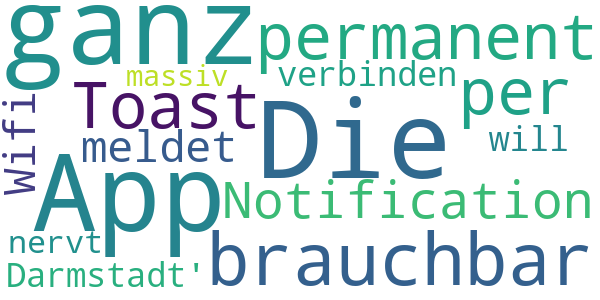 ganz
permanent
massiv
verbinden
Toast
per
Wifi
meldet
Die
will
App
Notification
nervt
brauchbar
Darmstadt'